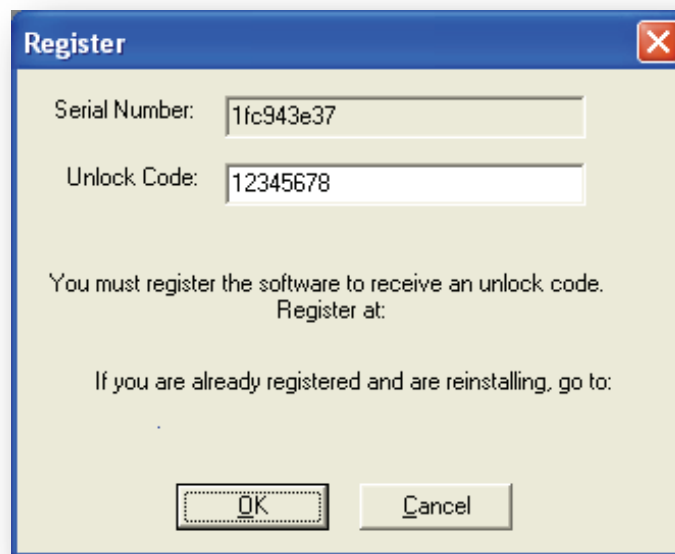 Register
Serial Number: 1fc943e37
Unlock Code: 12345678
You must register the software to receive an unlock code.
Register at:
If you are already registered and are reinstalling, go to:
OK Cancel